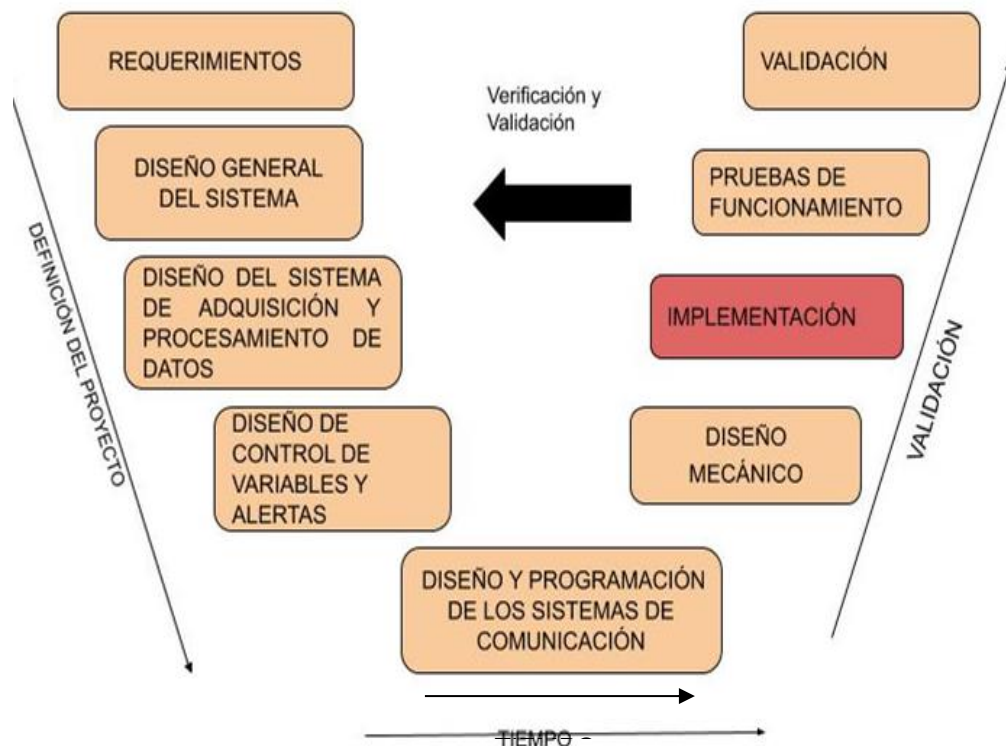 REQUERIMIENTOS
DISEÑO GENERAL
DEL SISTEMA
DISEÑO DEL SISTEMA
DE ADQUISICIÓN Y
PROCESAMIENTO DE
DATOS
DISEÑO DE
CONTROL DE
VARIABLES Y
ALERTAS
DISEÑO Y PROGRAMACIÓN
DE LOS SISTEMAS DE
COMUNICACIÓN
DISEÑO
MECÁNICO
IMPLEMENTACIÓN
PRUEBAS DE
FUNCIONAMIENTO
VALIDACIÓN
Verificación y
Validación
DEFINICIÓN DEL PROYECTO
VALIDACIÓN
TIEMPO